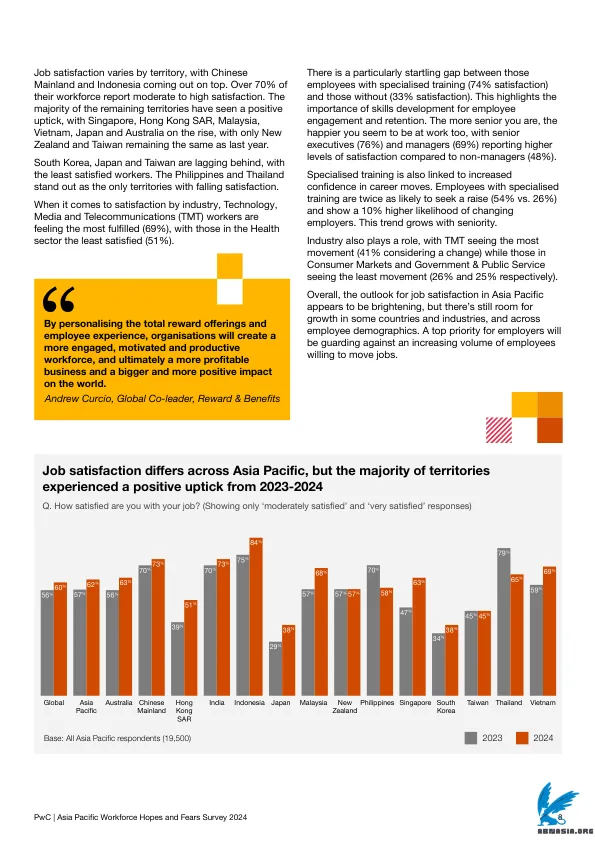 Job satisfaction varies by territory, with Chinese
Mainland and Indonesia coming out on top. Over 70% of
their workforce report moderate to high satisfaction. The
majority of the remaining territories have seen a positive
uptick, with Singapore, Hong Kong SAR, Malaysia,
Vietnam, Japan and Australia on the rise, with only New
Zealand and Taiwan remaining the same as last year.
South Korea, Japan and Taiwan are lagging behind, with
the least satisfied workers. The Philippines and Thailand
stand out as the only territories with falling satisfaction.
When it comes to satisfaction by industry, Technology,
Media and Telecommunications (TMT) workers are
feeling the most fulfilled (69%), with those in the Health
sector the least satisfied (51%).
“
By personalising the total reward offerings and
employee experience, organisations will create a
more engaged, motivated and productive
workforce, and ultimately a more profitable
business and a bigger and more positive impact
on the world.
Andrew Curcio, Global Co-leader, Reward & Benefits
There is a particularly startling gap between those
employees with specialised training (74% satisfaction)
and those without (33% satisfaction). This highlights the
importance of skills development for employee
engagement and retention. The more senior you are, the
happier you seem to be at work too, with senior
executives (76%) and managers (69%) reporting higher
levels of satisfaction compared to non-managers (48%).
Specialised training is also linked to increased
confidence in career moves. Employees with specialised
training are twice as likely to seek a raise (54% vs. 26%)
and show a 10% higher likelihood of changing
employers. This trend grows with seniority.
Industry also plays a role, with TMT seeing the most
movement (41% considering a change) while those in
Consumer Markets and Government & Public Service
seeing the least movement (26% and 25% respectively).
Overall, the outlook for job satisfaction in Asia Pacific
appears to be brightening, but there’s still room for
growth in some countries and industries, and across
employee demographics. A top priority for employers will
be guarding against an increasing volume of employees
willing to move jobs.
Job satisfaction differs across Asia Pacific, but the majority of territories
experienced a positive uptick from 2023-2024
Q. How satisfied are you with your job? (Showing only ‘moderately satisfied’ and ‘very satisfied’ responses)
56% 60% 57% 62% 56% 63% 70% 73% 39% 51% 70% 73% 75% 84% 29% 38% 57% 68% 57% 57% 70% 58% 47% 63% 34% 38% 45% 45% 79% 65% 59% 69%
Global Asia Pacific Australia Chinese Mainland Hong Kong SAR India Indonesia Japan Malaysia New Zealand Philippines Singapore South Korea Taiwan Thailand Vietnam
Base: All Asia Pacific respondents (19,500)
2023 2024
PwC | Asia Pacific Workforce Hopes and Fears Survey 2024
8
ABNASIA.ORG